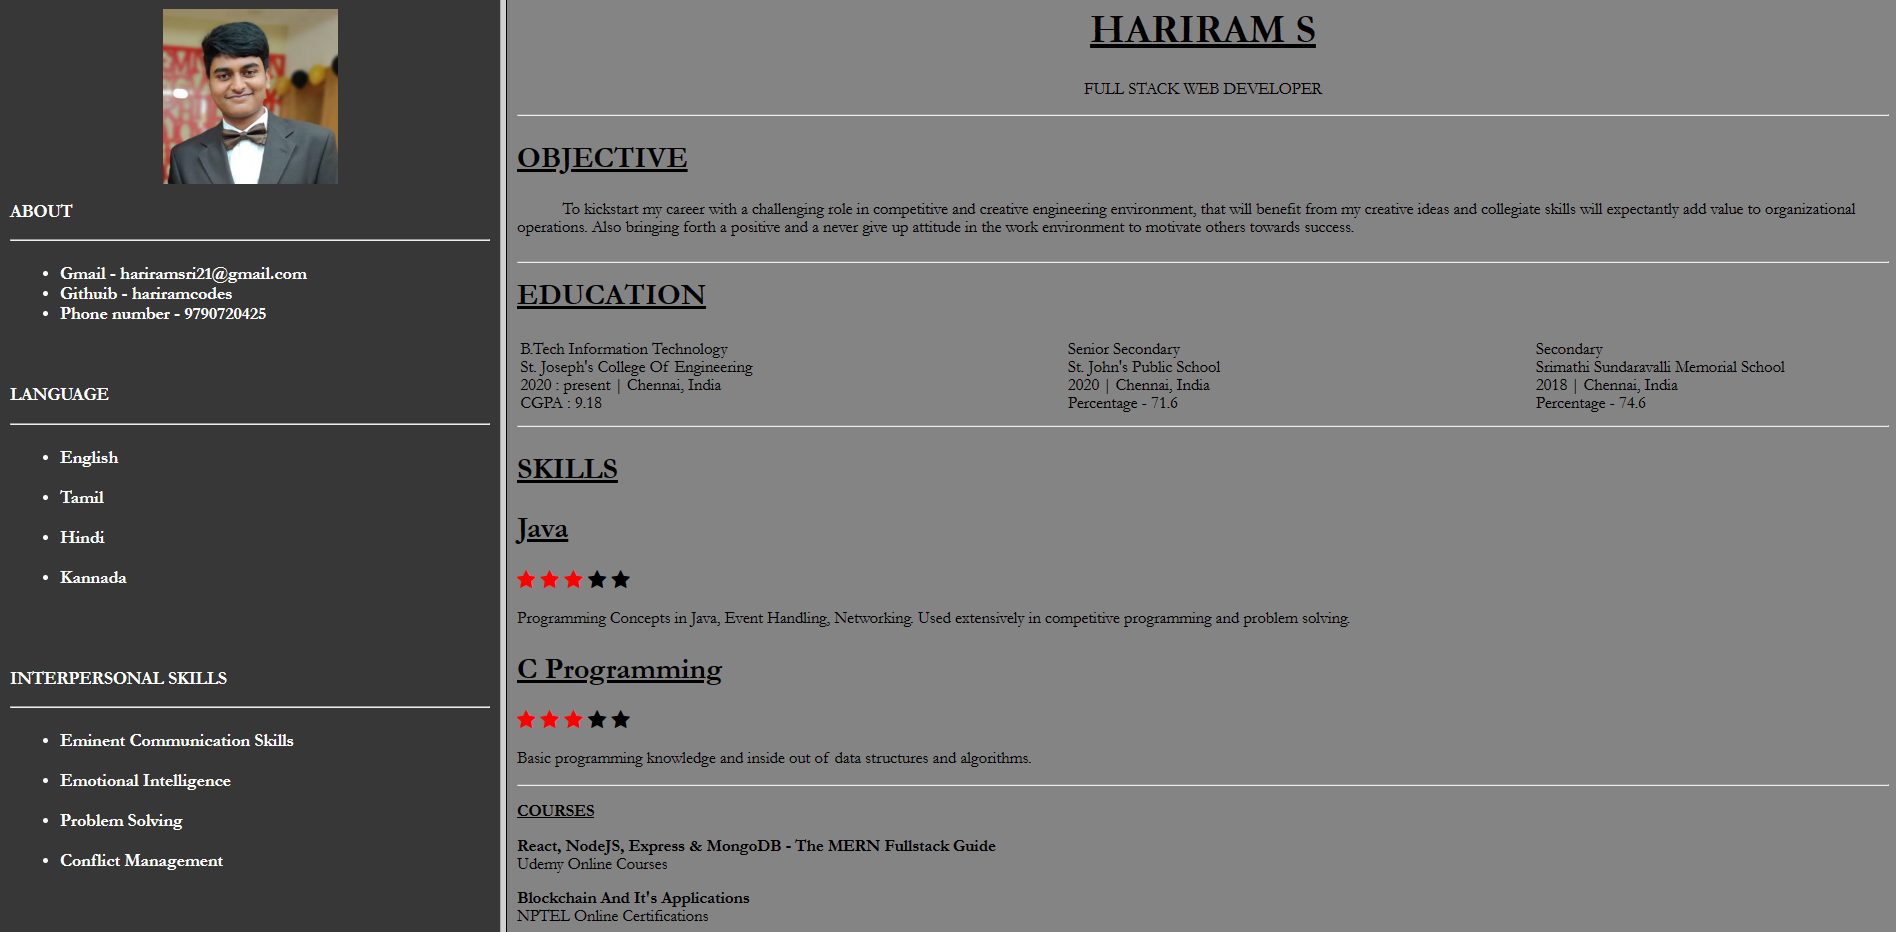 ABOUT
Gmail - hariramsri21@gmail.com
Githuib - hariramcodes
Phone number - 9790720425
LANGUAGE
English
Tamil
Hindi
Kannada
INTERPERSONAL SKILLS
Eminent Communication Skills
Emotional Intelligence
Problem Solving
Conflict Management
HARIRAM S
FULL STACK WEB DEVELOPER
OBJECTIVE
To kickstart my career with a challenging role in competitive and creative engineering environment, that will benefit from my creative ideas and collegiate skills will expectantly add value to organizational
operations. Also bringing forth a positive and a never give up attitude in the work environment to motivate others towards success.
EDUCATION
B.Tech Information Technology
St. Joseph's College Of Engineering
2020 : present | Chennai, India
CGPA : 9.18
Senior Secondary
St. John's Public School
2020 | Chennai, India
Percentage - 71.6
Secondary
Srimathi Sundaravalli Memorial School
2018 | Chennai, India
Percentage - 74.6
SKILLS
Java
Programming Concepts in Java, Event Handling, Networking. Used extensively in competitive programming and problem solving.
C Programming
Basic programming knowledge and inside out of data structures and algorithms.
COURSES
React, NodeJS, Express & MongoDB - The MERN Fullstack Guide
Udemy Online Courses
Blockchain And It's Applications
NPTEL Online Certifications